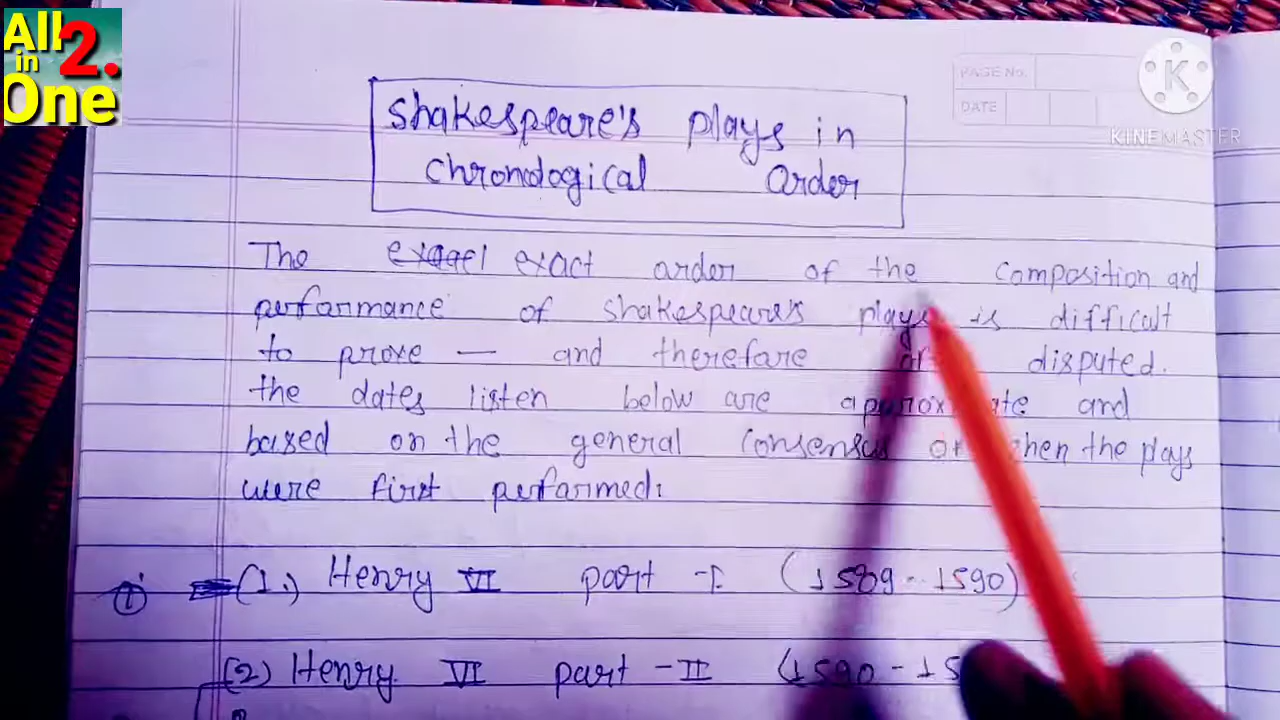 All
in 2.
One
PAGE No.
DATE
K
KINEMASTER
Shakespeare's plays in
chronological Order
The exact order of the composition and
performance of shakespeare's plays is difficult
to prove — and therefore disputed.
the dates listen below are and
based on the general consensus the plays
were first performed:
i (1.) Henry VI part - I (1589 - 1590)
(2) Henry VI part - II (1590 -